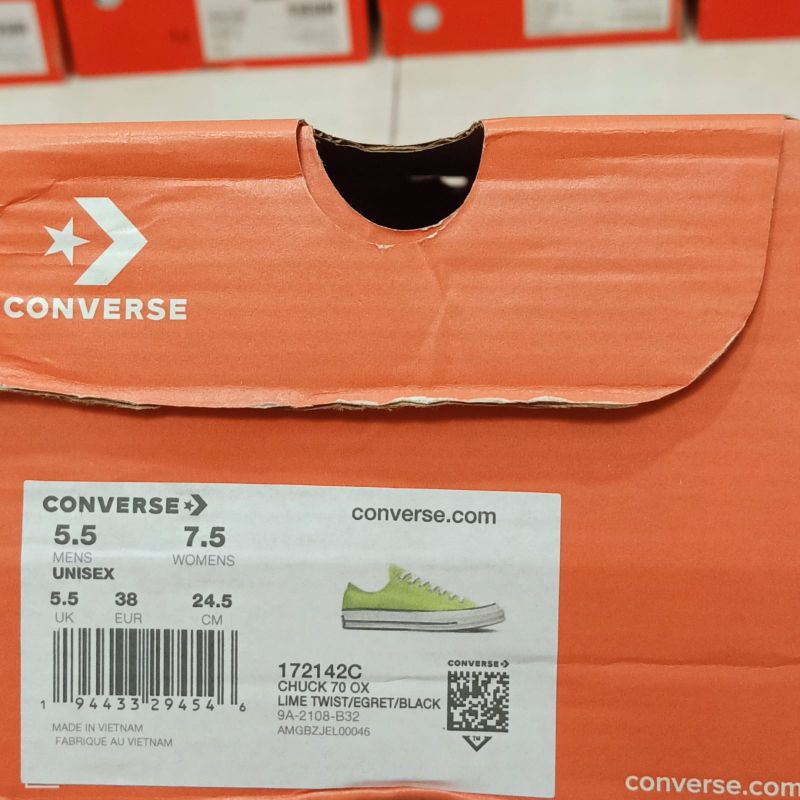 CONVERSE
CONVERSE
converse.com
5.5 7.5
MENS WOMENS
UNISEX
5.5 38 24.5
UK EUR CM
1 94433 29454 6
MADE IN VIETNAM
FABRIQUE AU VIETNAM
172142C
CHUCK 70 OX
LIME TWIST/EGRET/BLACK
9A-2108-B32
AMGBZJEL00046
CONVERSE
TM
converse.com